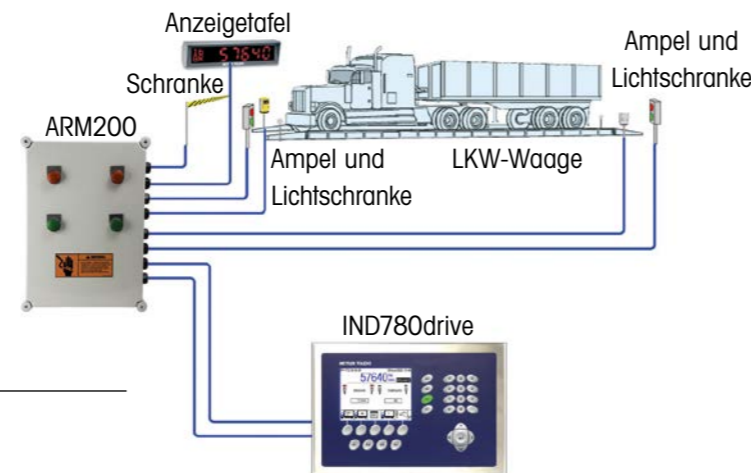 Anzeigetafel
57640
Schranke
Ampel und
Lichtschranke
ARM200
Ampel und
Lichtschranke
LKW-Waage
IND780drive
METTLER TOLEDO
57640